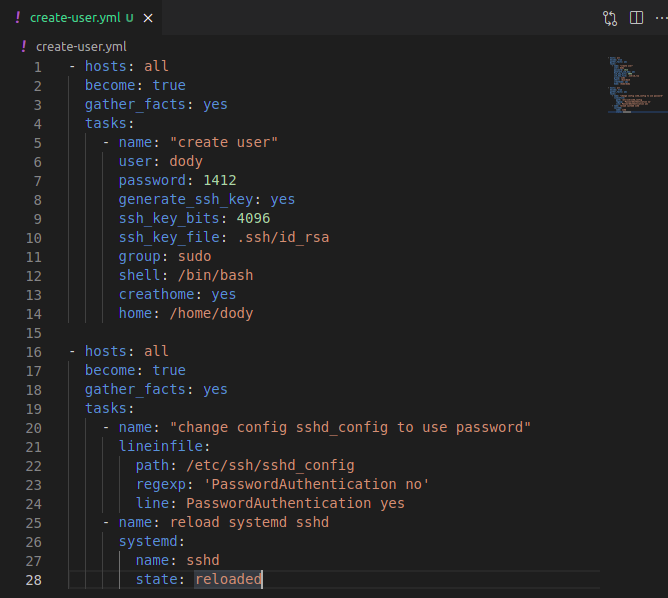 ! create-user.yml U ×
! create-user.yml
1 - hosts: all
2   become: true
3   gather_facts: yes
4   tasks:
5     - name: "create user"
6       user: dody
7       password: 1412
8       generate_ssh_key: yes
9       ssh_key_bits: 4096
10       ssh_key_file: .ssh/id_rsa
11       group: sudo
12       shell: /bin/bash
13       creathome: yes
14       home: /home/dody
15
16 - hosts: all
17   become: true
18   gather_facts: yes
19   tasks:
20     - name: "change config sshd_config to use password"
21       lineinfile:
22         path: /etc/ssh/sshd_config
23         regexp: 'PasswordAuthentication no'
24         line: PasswordAuthentication yes
25     - name: reload systemd sshd
26       systemd:
27         name: sshd
28         state: reloaded